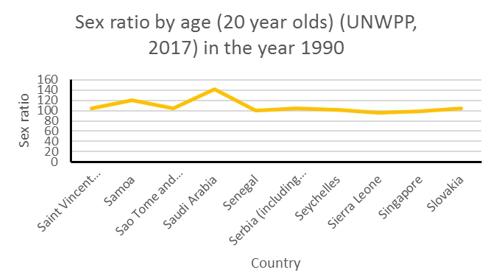 Sex ratio by age (20 year olds) (UNWPP,
2017) in the year 1990
160
140
120
100
80
60
40
20
0
Sex ratio
Saint Vincent…
Samoa
Sao Tome and…
Saudi Arabia
Senegal
Serbia (including…
Seychelles
Sierra Leone
Singapore
Slovakia
Country